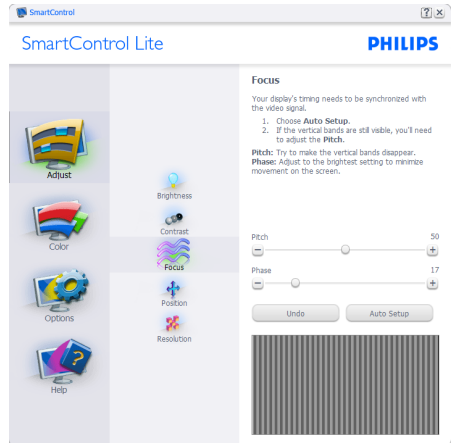 SmartControl
? ×
SmartControl Lite
PHILIPS
Adjust
Color
Options
Help
Brightness
Contrast
Focus
Position
Resolution
Focus
Your display's timing needs to be synchronized with
the video signal.
1. Choose Auto Setup.
2. If the vertical bands are still visible, you'll need
to adjust the Pitch.
Pitch: Try to make the vertical bands disappear.
Phase: Adjust to the brightest setting to minimize
movement on the screen.
Pitch 50
− +
Phase 17
− +
Undo Auto Setup